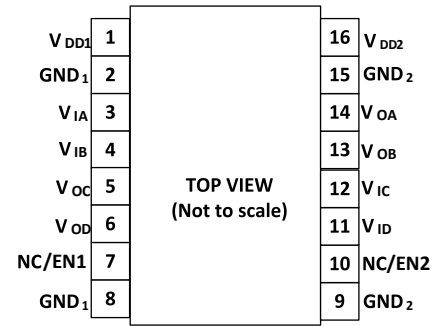 V DD1 1 16 V DD2
GND 1 2 15 GND 2
V IA 3 14 V OA
V IB 4 13 V OB
V OC 5 12 V IC
TOP VIEW
(Not to scale)
V OD 6 11 V ID
NC/EN1 7 10 NC/EN2
GND 1 8 9 GND 2